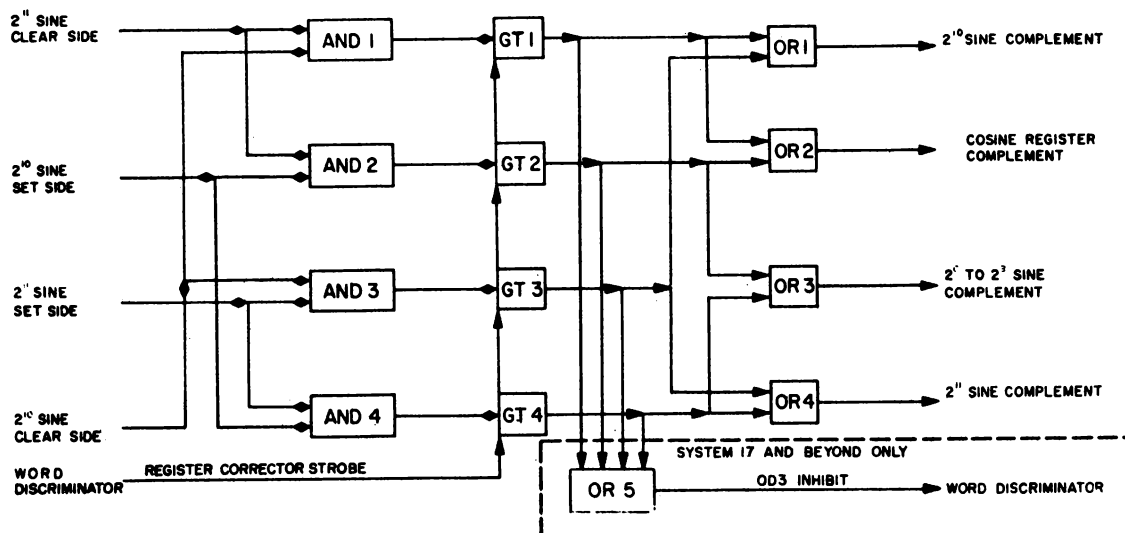 2¹¹ SINE
CLEAR SIDE
AND 1
GT 1
OR 1
2¹⁰ SINE COMPLEMENT
2¹⁰ SINE
SET SIDE
AND 2
GT 2
OR 2
COSINE REGISTER
COMPLEMENT
2¹¹ SINE
SET SIDE
AND 3
GT 3
OR 3
TO 2³ SINE
COMPLEMENT
2¹⁰ SINE
CLEAR SIDE
AND 4
GT 4
OR 4
2¹¹ SINE COMPLEMENT
SYSTEM 17 AND BEYOND ONLY
WORD
DISCRIMINATOR
REGISTER CORRECTOR STROBE
OR 5
OD3 INHIBIT
WORD DISCRIMINATOR